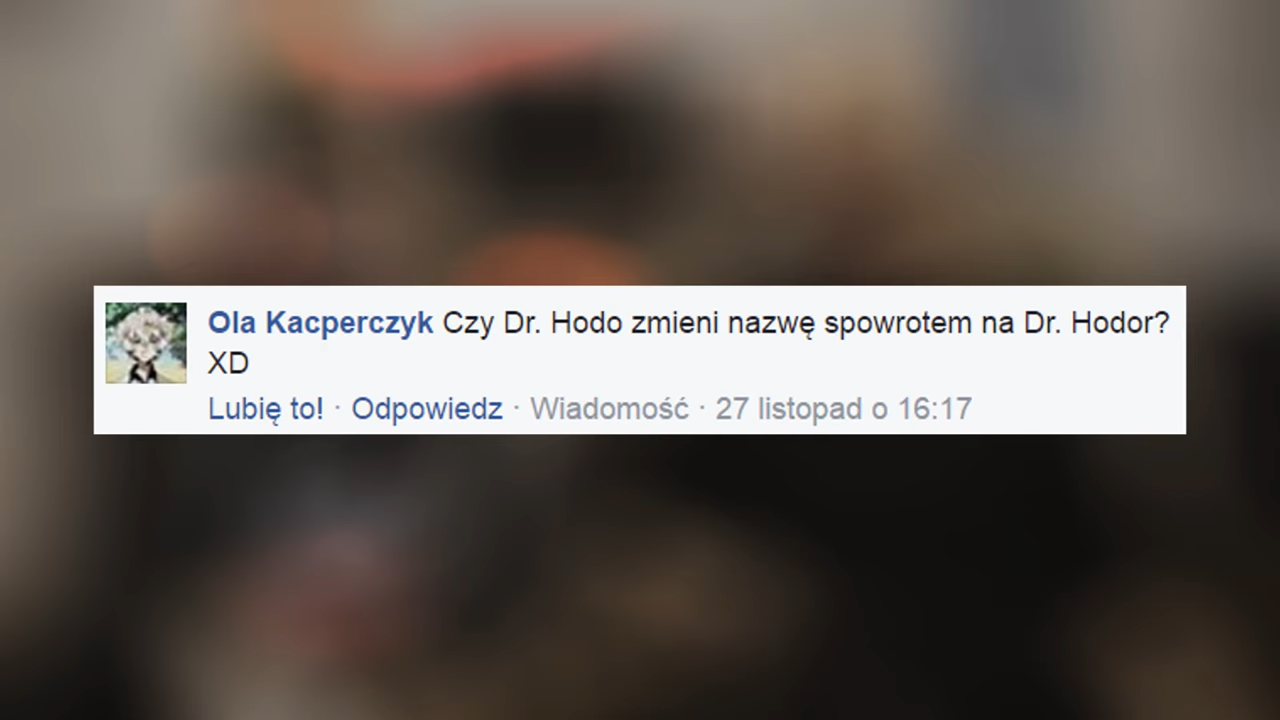 Ola Kacperczyk Czy Dr. Hodo zmieni nazwę spowrotem na Dr. Hodor?
XD
Lubię to! · Odpowiedz · Wiadomość · 27 listopad o 16:17